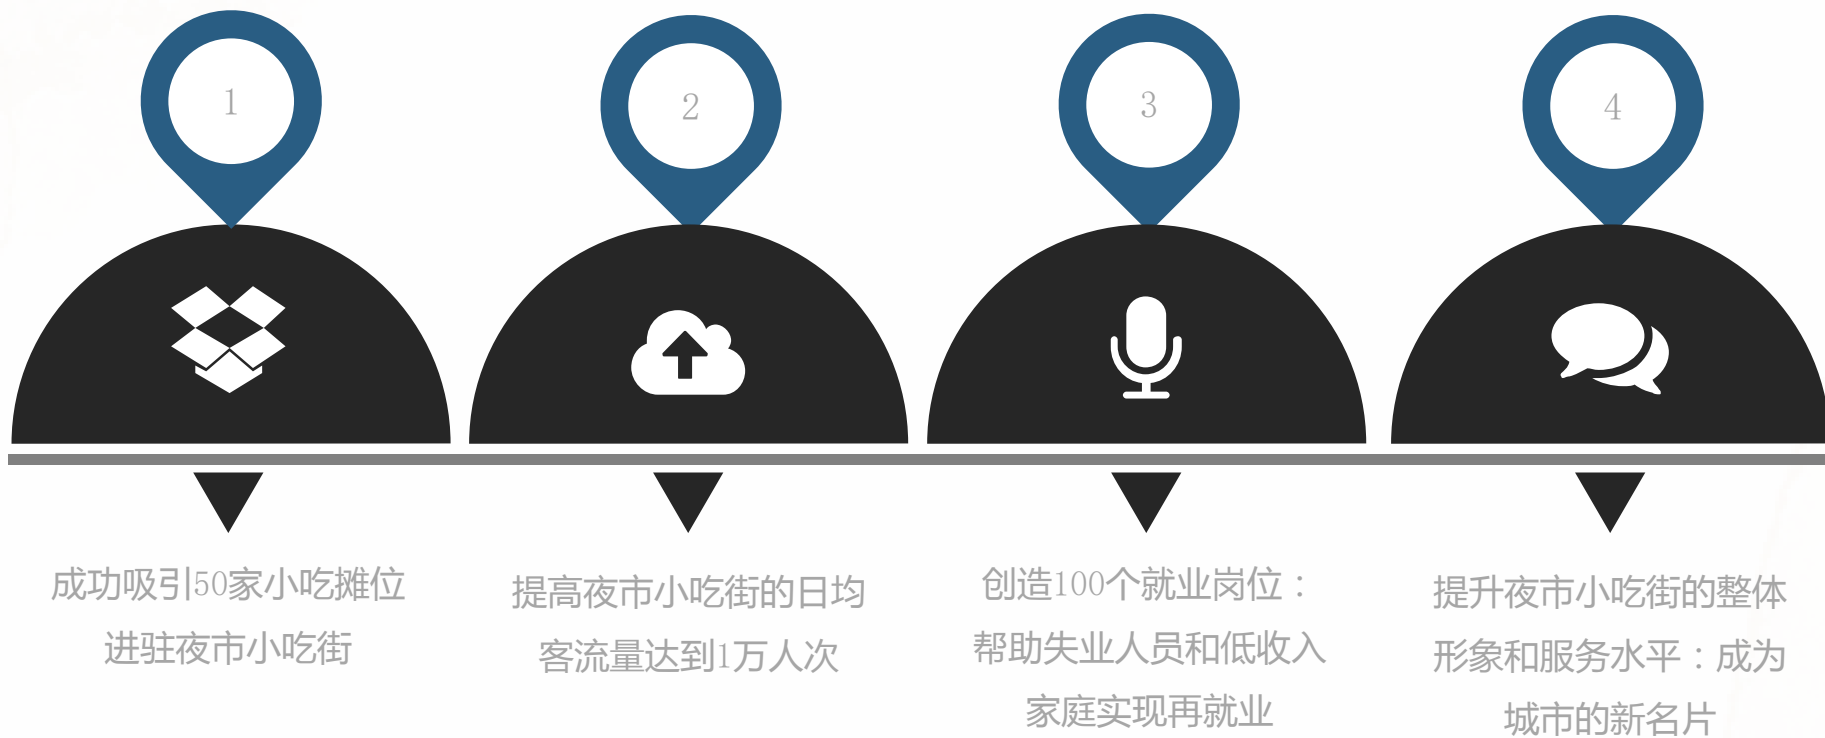 1
2
3
4
成功吸引50家小吃摊位
进驻夜市小吃街
提高夜市小吃街的日均
客流量达到1万人次
创造100个就业岗位：
帮助失业人员和低收入
家庭实现再就业
提升夜市小吃街的整体
形象和服务水平：成为
城市的新名片